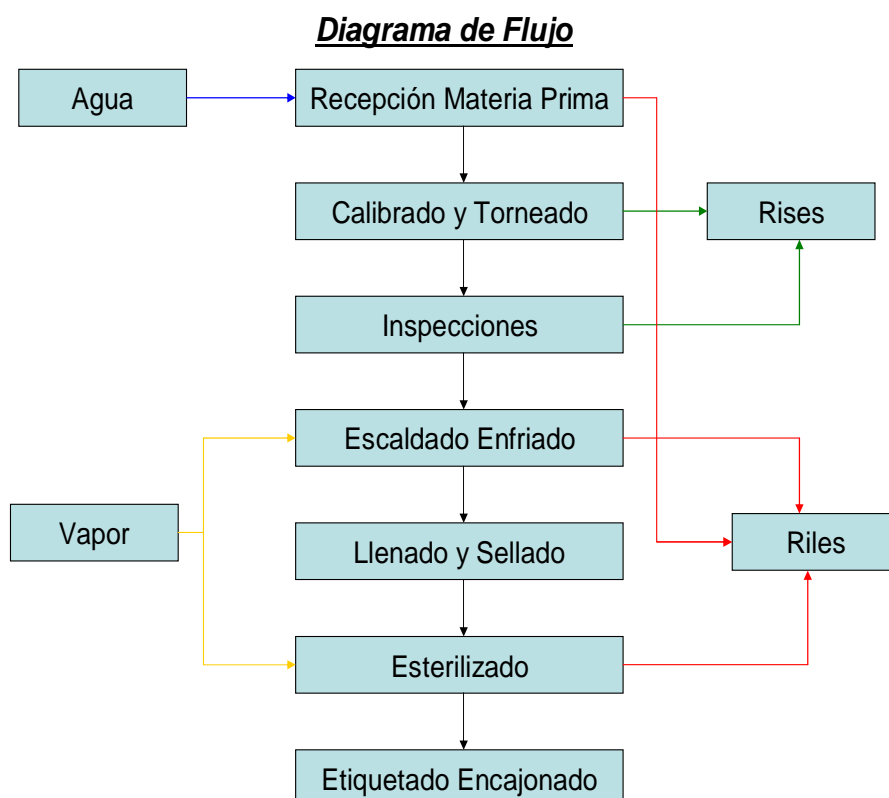 Diagrama de Flujo
Agua
Recepción Materia Prima
Calibrado y Torneado
Rises
Inspecciones
Escaldado Enfriado
Vapor
Riles
Llenado y Sellado
Esterilizado
Etiquetado Encajonado